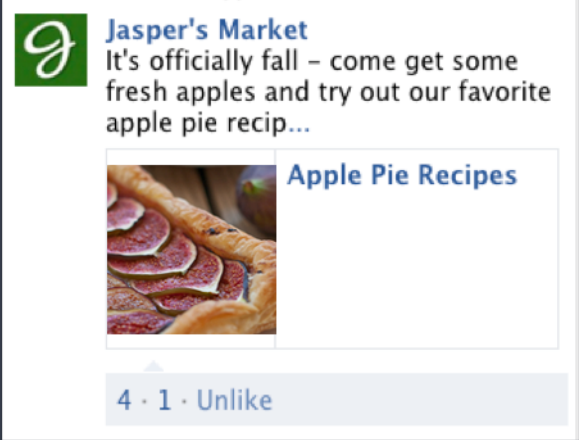 Jasper's Market
It's officially fall – come get some
fresh apples and try out our favorite
apple pie recip...
Apple Pie Recipes
4 · 1 · Unlike